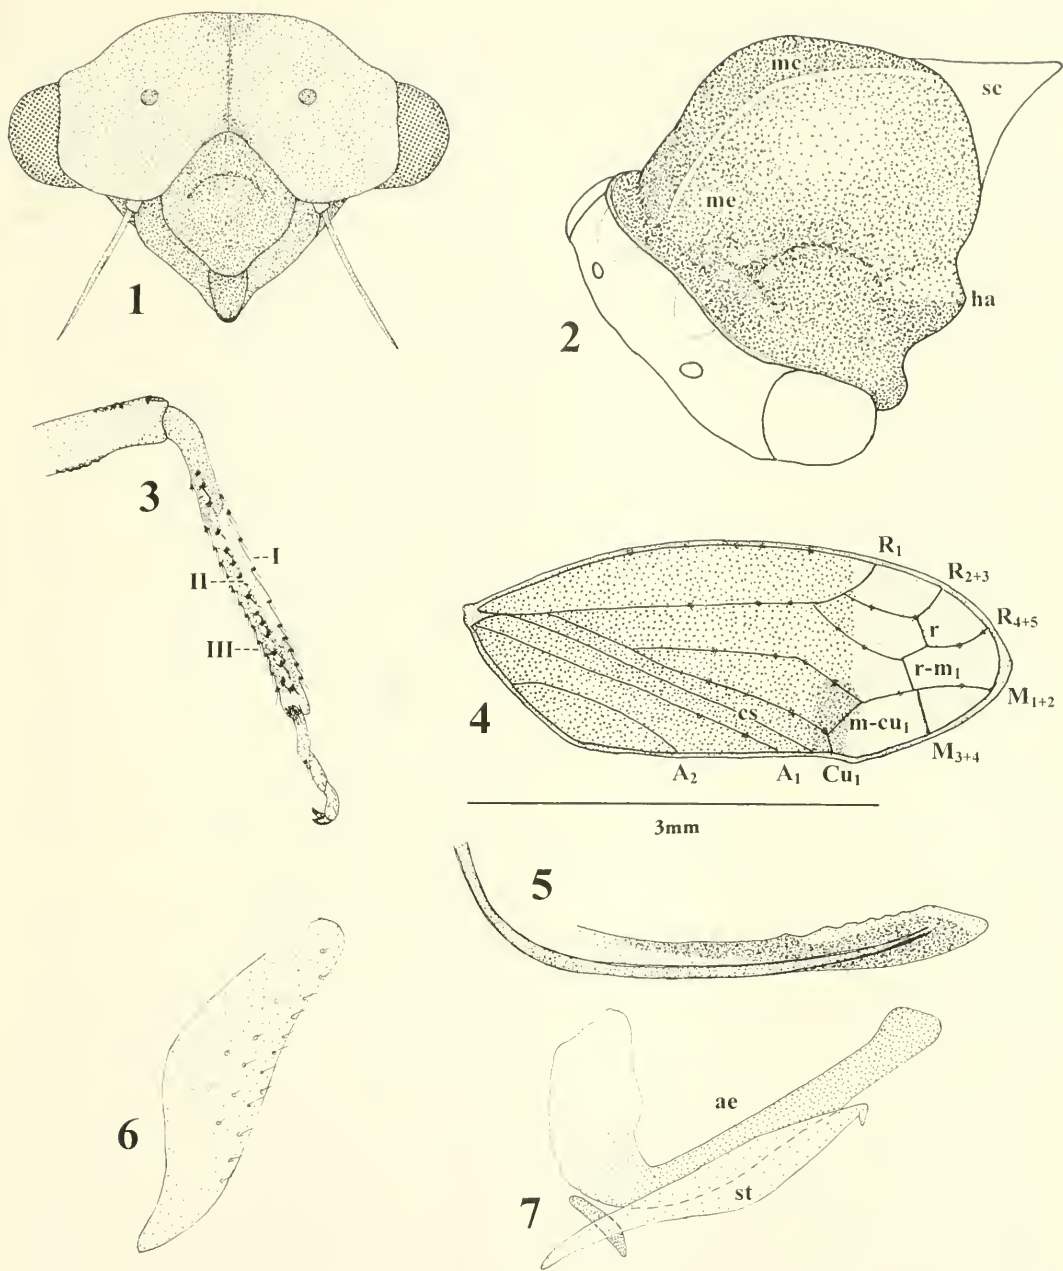 1
mc
sc
me
ha
2
3
I
II
III
R₁
R₂₊₃
R₄₊₅
r
r-m₁
M₁₊₂
4
cs
m-cu₁
M₃₊₄
A₂
A₁
Cu₁
3mm
5
6
ae
st
7